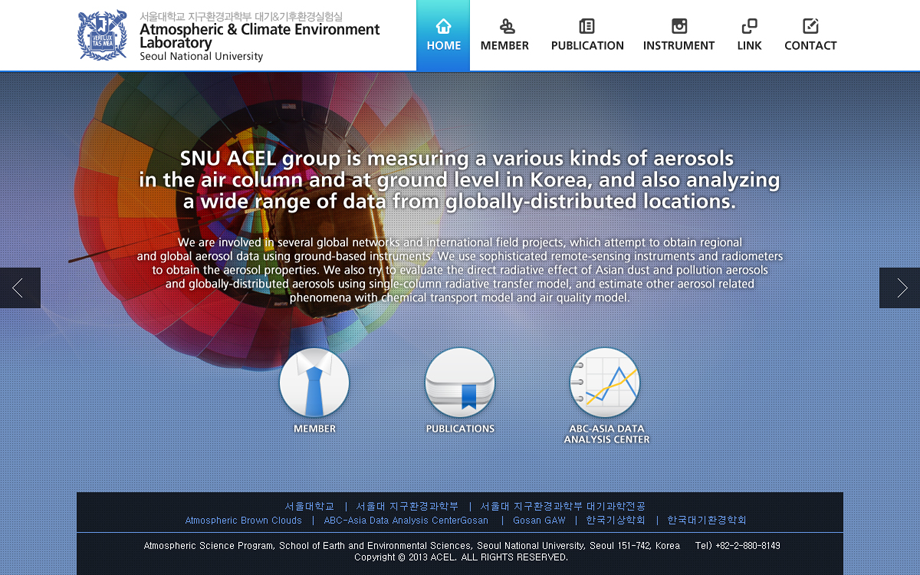 서울대학교 지구환경과학부 대기&기후환경실험실
Atmospheric & Climate Environment
Laboratory
Seoul National University
HOME MEMBER PUBLICATION INSTRUMENT LINK CONTACT
SNU ACEL group is measuring a various kinds of aerosols
in the air column and at ground level in Korea, and also analyzing
a wide range of data from globally-distributed locations.
We are involved in several global networks and international field projects, which attempt to obtain regional
and global aerosol data using ground-based instruments. We use sophisticated remote-sensing instruments and radiometers
to obtain the aerosol properties. We also try to evaluate the direct radiative effect of Asian dust and pollution aerosols
and globally-distributed aerosols using single-column radiative transfer model, and estimate other aerosol related
phenomena with chemical transport model and air quality model.
MEMBER PUBLICATIONS ABC-ASIA DATA
ANALYSIS CENTER
서울대학교 | 서울대 지구환경과학부 | 서울대 지구환경과학부 대기과학전공
Atmospheric Brown Clouds | ABC-Asia Data Analysis CenterGosan | Gosan GAW | 한국기상학회 | 한국대기환경학회
Atmospheric Science Program, School of Earth and Environmental Sciences, Seoul National University, Seoul 151-742, Korea Tel) +82-2-880-8149
Copyright © 2013 ACEL. ALL RIGHTS RESERVED.